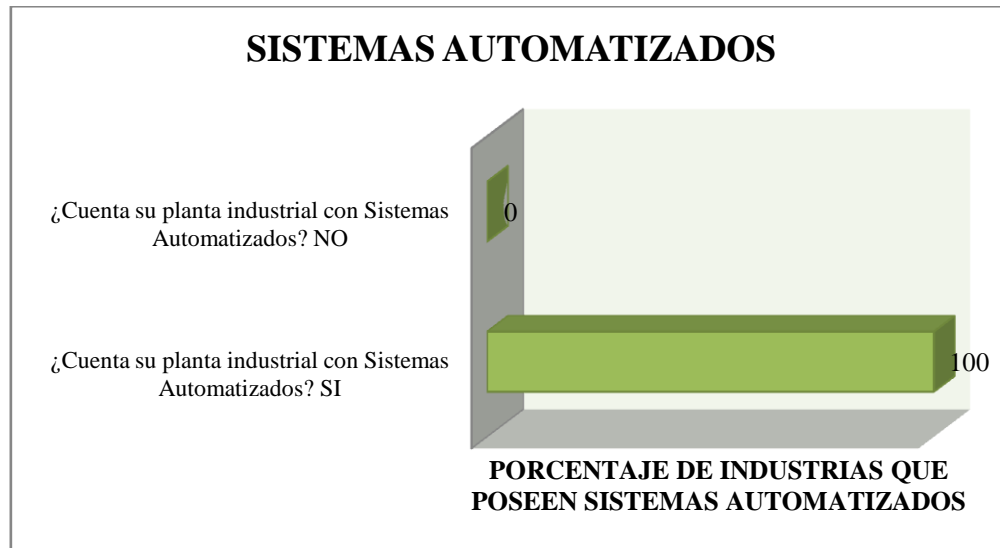 SISTEMAS AUTOMATIZADOS
¿Cuenta su planta industrial con Sistemas
Automatizados? NO
0
¿Cuenta su planta industrial con Sistemas
Automatizados? SI
100
PORCENTAJE DE INDUSTRIAS QUE
POSEEN SISTEMAS AUTOMATIZADOS